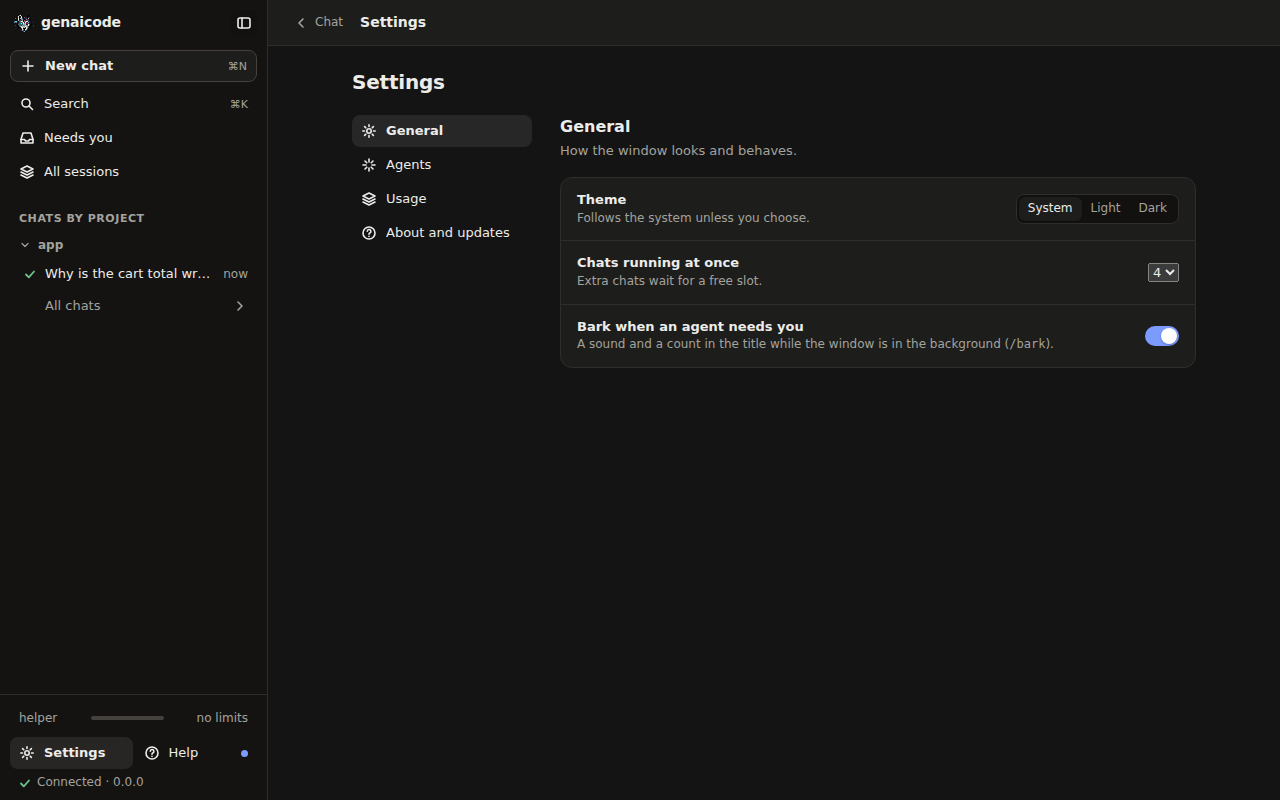 genaicode
New chat ⌘N
Search ⌘K
Needs you
All sessions
CHATS BY PROJECT
app
Why is the cart total wr… now
All chats
helper no limits
Settings Help
Connected · 0.0.0
Chat Settings
Settings
General
Agents
Usage
About and updates
General
How the window looks and behaves.
Theme
Follows the system unless you choose.
System Light Dark
Chats running at once
Extra chats wait for a free slot.
4
Bark when an agent needs you
A sound and a count in the title while the window is in the background (/bark).